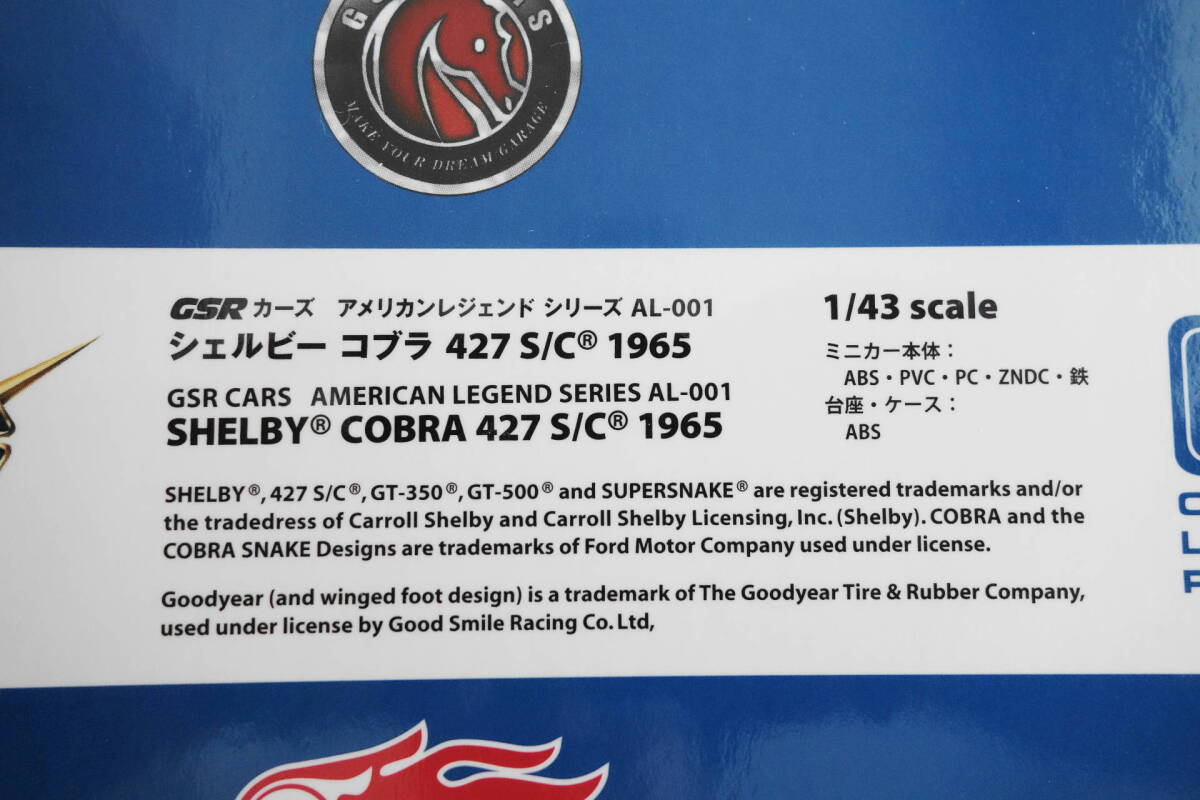 MAKE YOUR DREAM GARAGE
GSR カーズ アメリカンレジェンド シリーズ AL-001
シェルビー コブラ 427 S/C® 1965
GSR CARS AMERICAN LEGEND SERIES AL-001
SHELBY® COBRA 427 S/C® 1965
1/43 scale
ミニカー本体：
ABS・PVC・PC・ZNDC・鉄
台座・ケース：
ABS
SHELBY®, 427 S/C®, GT-350®, GT-500® and SUPERSNAKE® are registered trademarks and/or
the tradedress of Carroll Shelby and Carroll Shelby Licensing, Inc. (Shelby). COBRA and the
COBRA SNAKE Designs are trademarks of Ford Motor Company used under license.
Goodyear (and winged foot design) is a trademark of The Goodyear Tire & Rubber Company,
used under license by Good Smile Racing Co. Ltd,